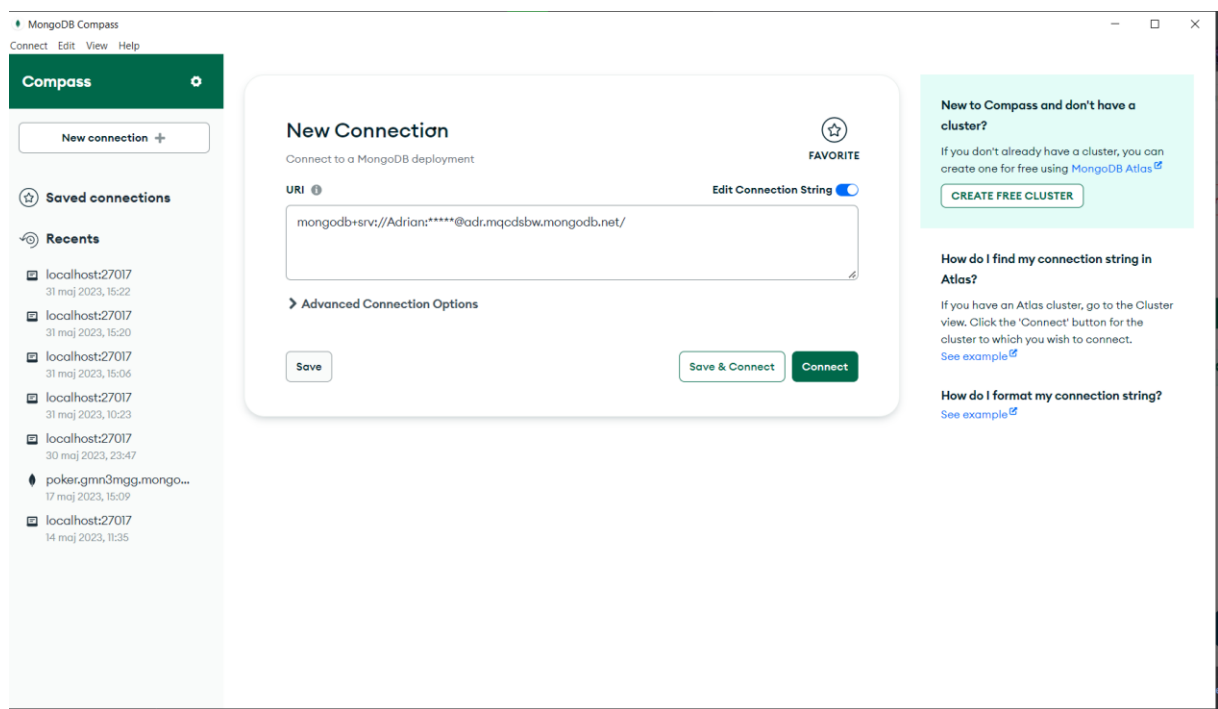 MongoDB Compass
Connect Edit View Help
Compass
New connection +
Saved connections
Recents
localhost:27017
31 maj 2023, 15:22
localhost:27017
31 maj 2023, 15:20
localhost:27017
31 maj 2023, 15:06
localhost:27017
31 maj 2023, 10:23
localhost:27017
30 maj 2023, 23:47
poker.gmn3mgg.mongo...
17 maj 2023, 15:09
localhost:27017
14 maj 2023, 11:35
New Connection
Connect to a MongoDB deployment
FAVORITE
URI
Edit Connection String
mongodb+srv://Adrian:*****@adr.mqcdsbw.mongodb.net/
Advanced Connection Options
Save
Save & Connect
Connect
New to Compass and don't have a
cluster?
If you don't already have a cluster, you can
create one for free using MongoDB Atlas
CREATE FREE CLUSTER
How do I find my connection string in
Atlas?
If you have an Atlas cluster, go to the Cluster
view. Click the 'Connect' button for the
cluster to which you wish to connect.
See example
How do I format my connection string?
See example